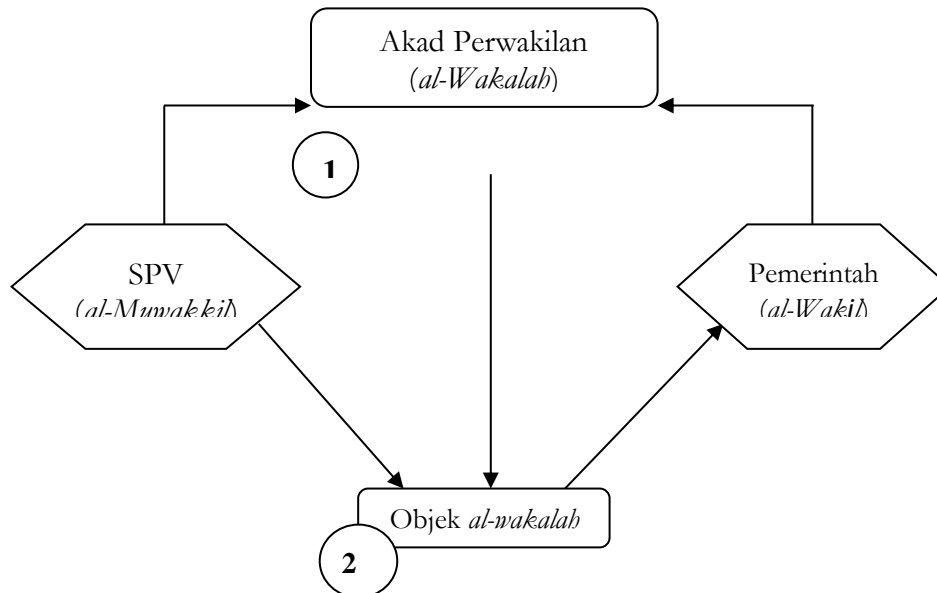 Akad Perwakilan
(al-Wakalah)
1
SPV
(al-Muwakkil)
Pemerintah
(al-Wakil)
Objek al-wakalah
2